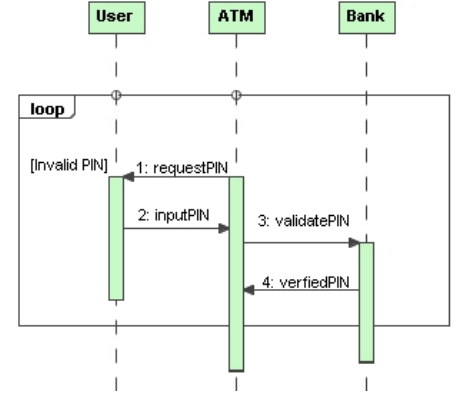 User ATM Bank
loop
[Invalid PIN] 1: requestPIN
2: inputPIN
3: validatePIN
4: verfiedPIN